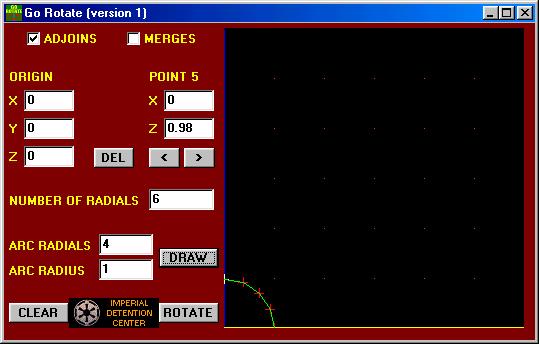 Go Rotate (version 1)
ADJOINS MERGES
ORIGIN POINT 5
X 0 X 0
Y 0 Z 0.98
Z 0 DEL < >
NUMBER OF RADIALS 6
ARC RADIALS 4
DRAW
ARC RADIUS 1
CLEAR IMPERIAL DETENTION CENTER ROTATE